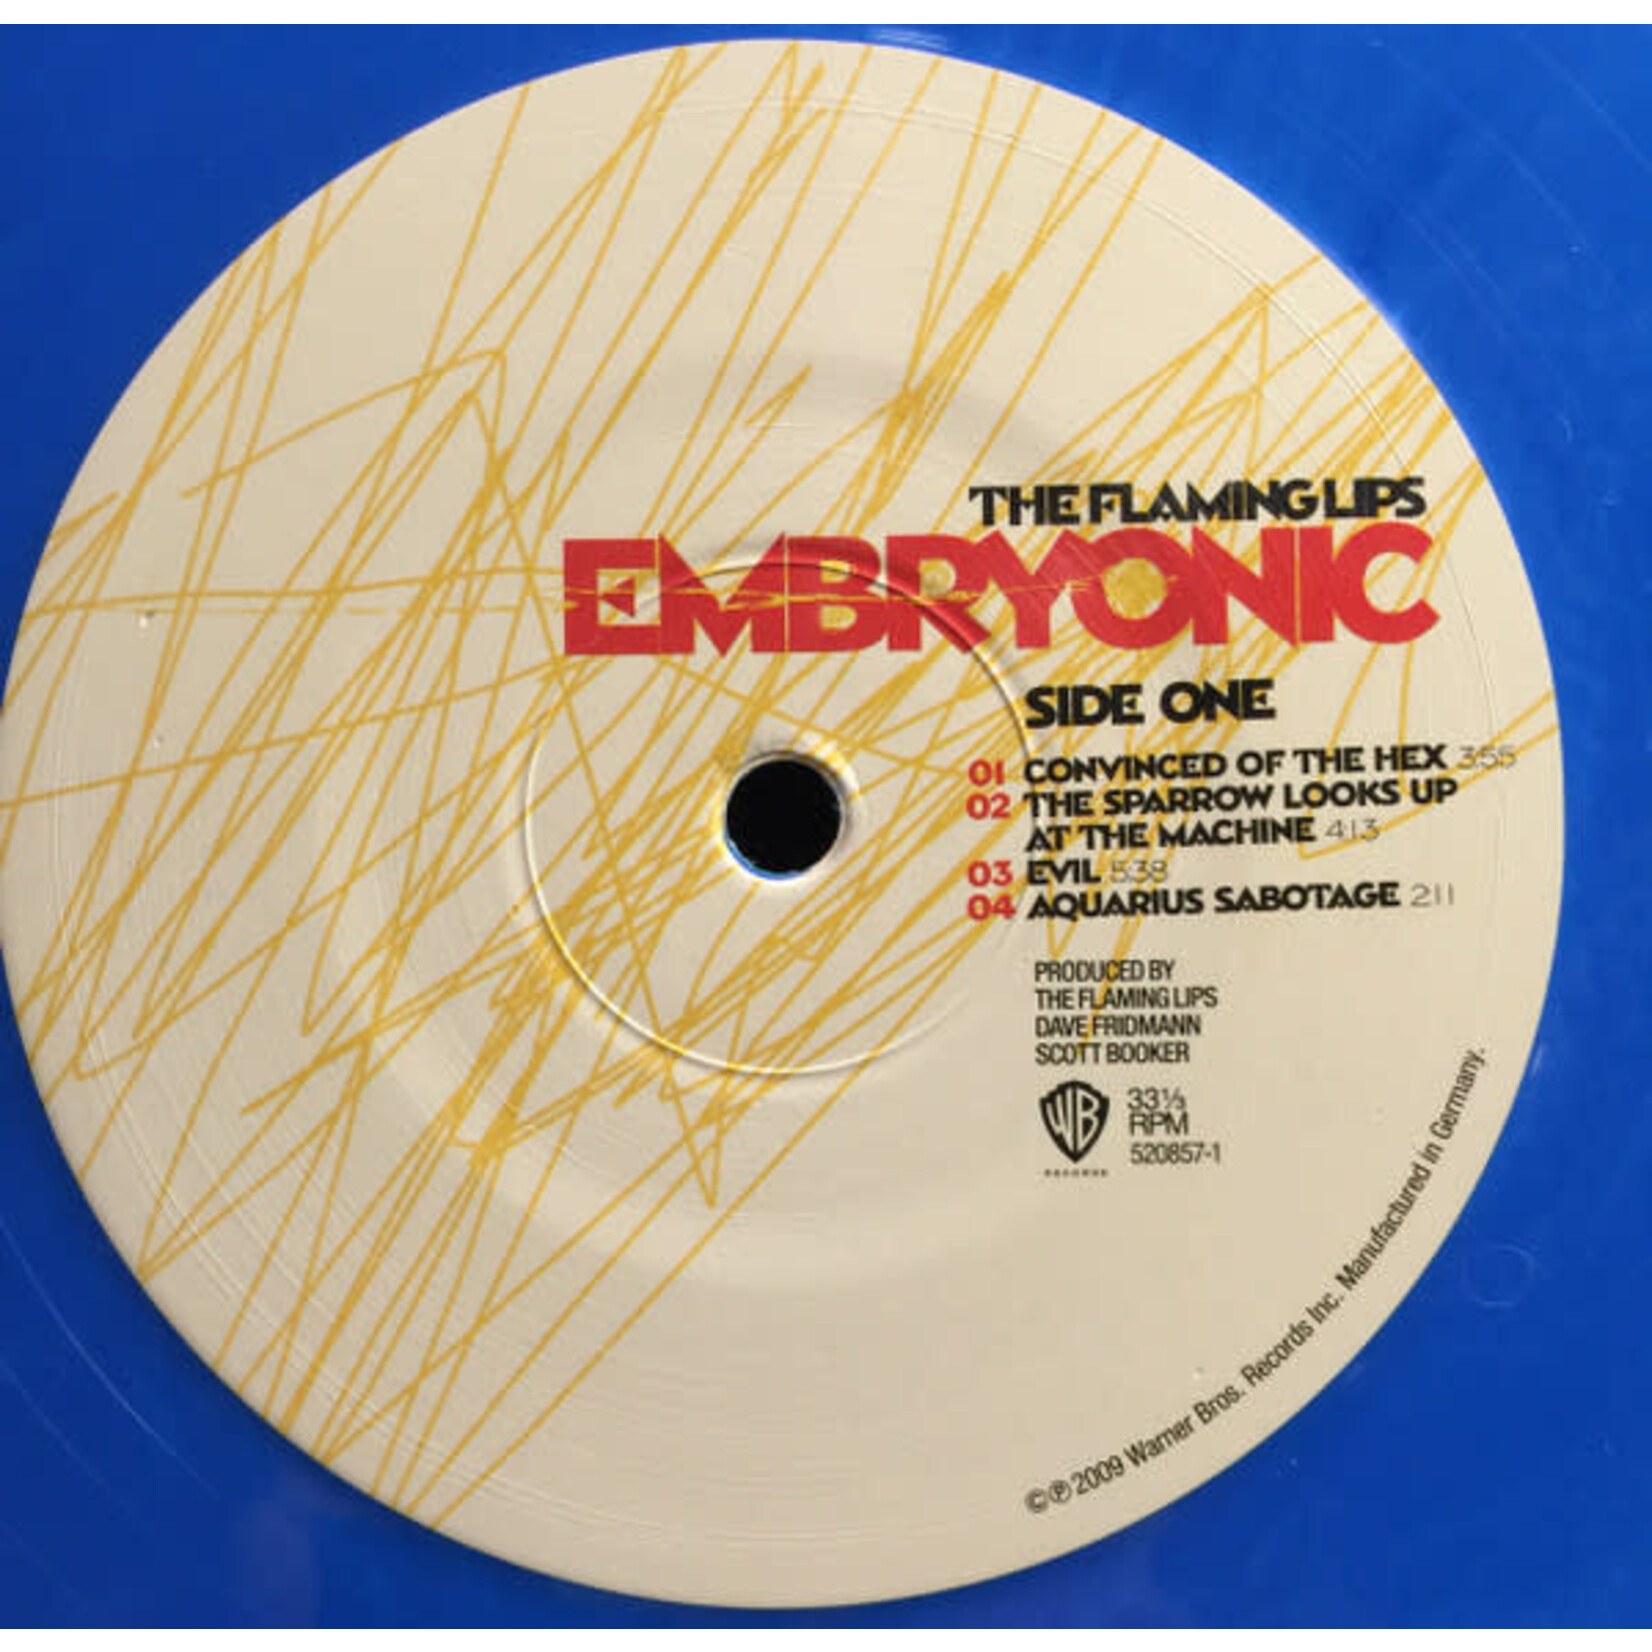 THE FLAMING LIPS
EMBRYONIC
SIDE ONE
01 CONVINCED OF THE HEX 3:55
02 THE SPARROW LOOKS UP
AT THE MACHINE 4:13
03 EVIL 5:38
04 AQUARIUS SABOTAGE 2:11
PRODUCED BY
THE FLAMING LIPS
DAVE FRIDMANN
SCOTT BOOKER
WB
RECORDS
33⅓
RPM
520857-1
©℗2009 Warner Bros. Records Inc. Manufactured in Germany.